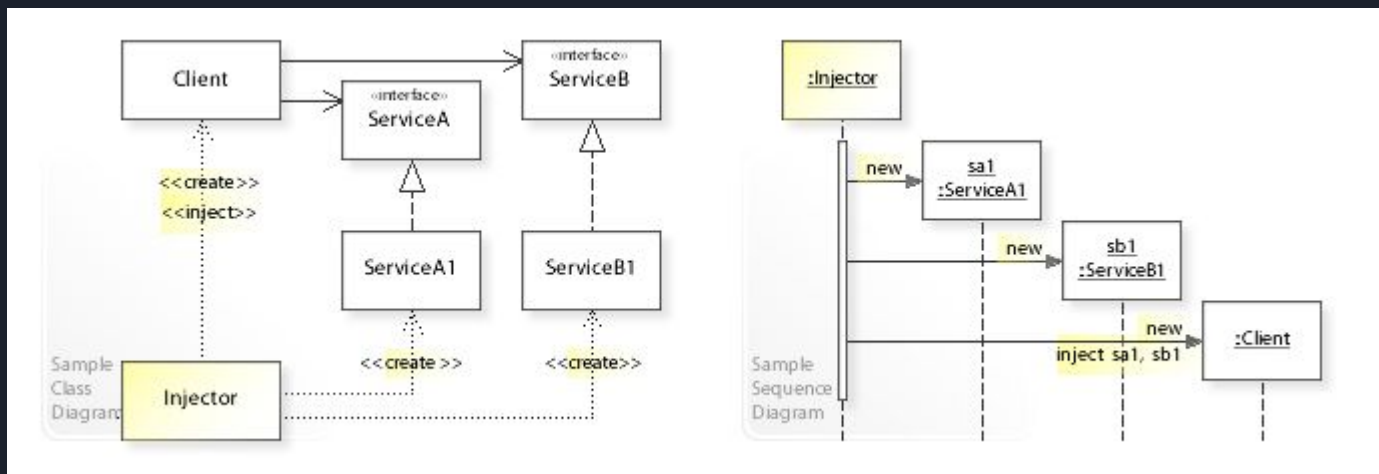 Client
«interface»
ServiceA
«interface»
ServiceB
<<create>>
<<inject>>
ServiceA1
ServiceB1
<<create >>
<<create>>
Injector
Sample
Class
Diagram
:Injector
new
sa1
:ServiceA1
new
sb1
:ServiceB1
new
inject sa1, sb1
:Client
Sample
Sequence
Diagram